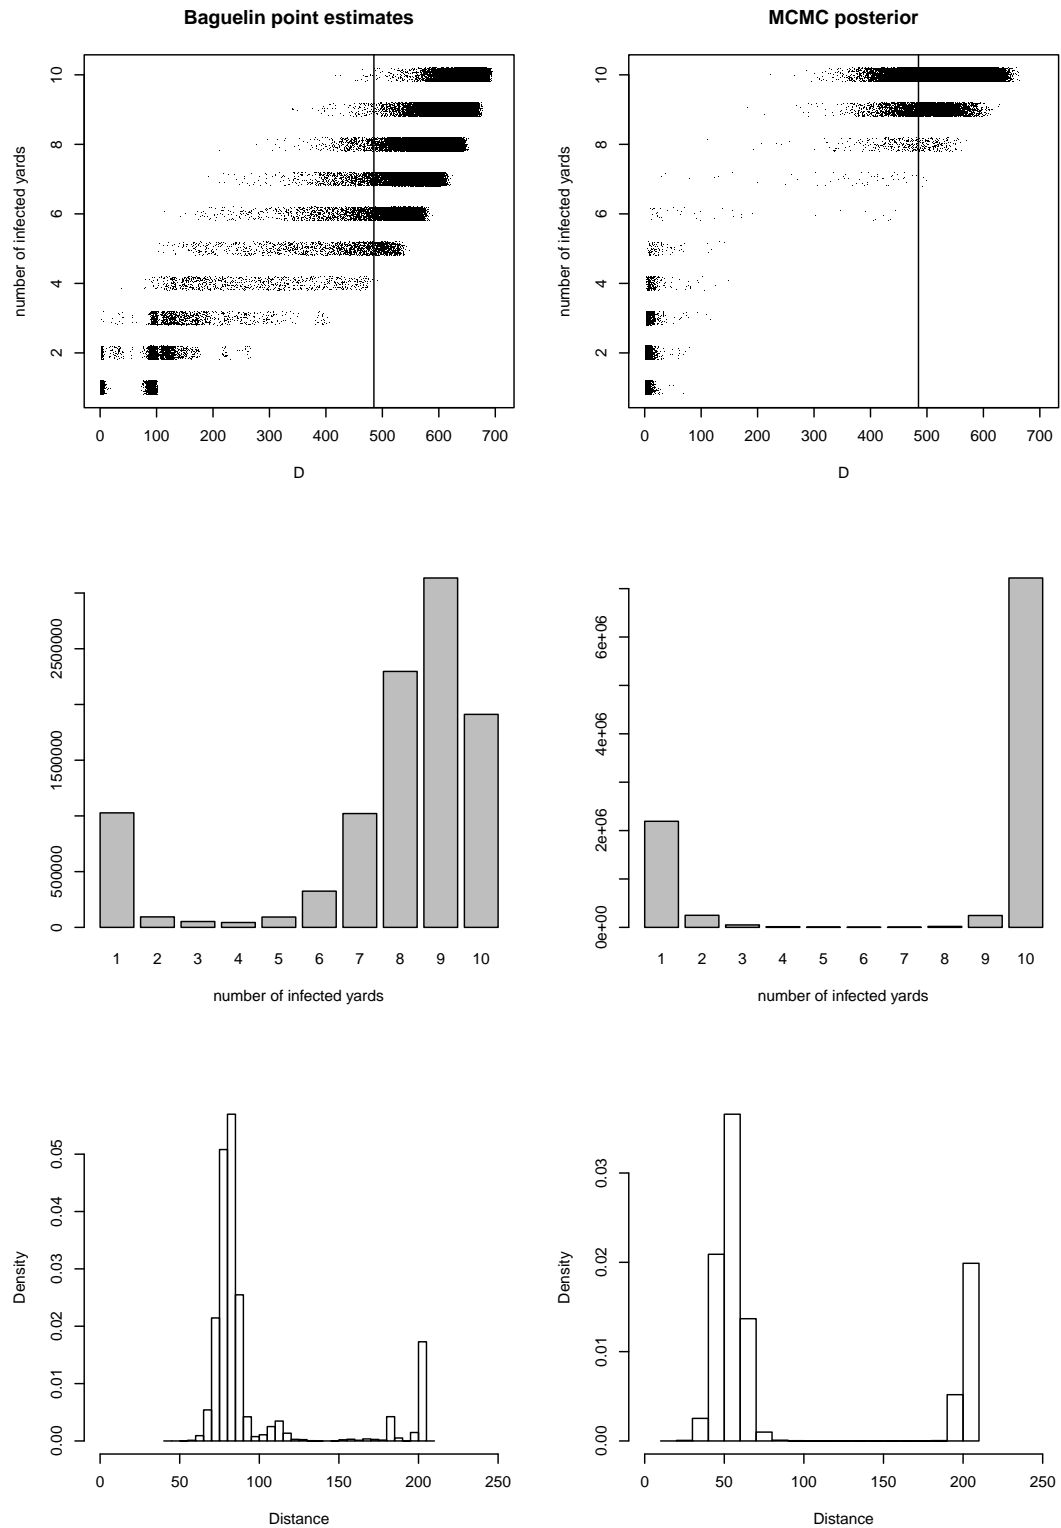 Baguelin point estimates
MCMC posterior
number of infected yards
2 4 6 8 10
0 100 200 300 400 500 600 700
D
number of infected yards
2 4 6 8 10
0 100 200 300 400 500 600 700
D
0 500000 1500000 2500000
1 2 3 4 5 6 7 8 9 10
number of infected yards
0e+00 2e+06 4e+06 6e+06
1 2 3 4 5 6 7 8 9 10
number of infected yards
Density
0.00 0.01 0.02 0.03 0.04 0.05
0 50 100 150 200 250
Distance
Density
0.00 0.01 0.02 0.03
0 50 100 150 200 250
Distance